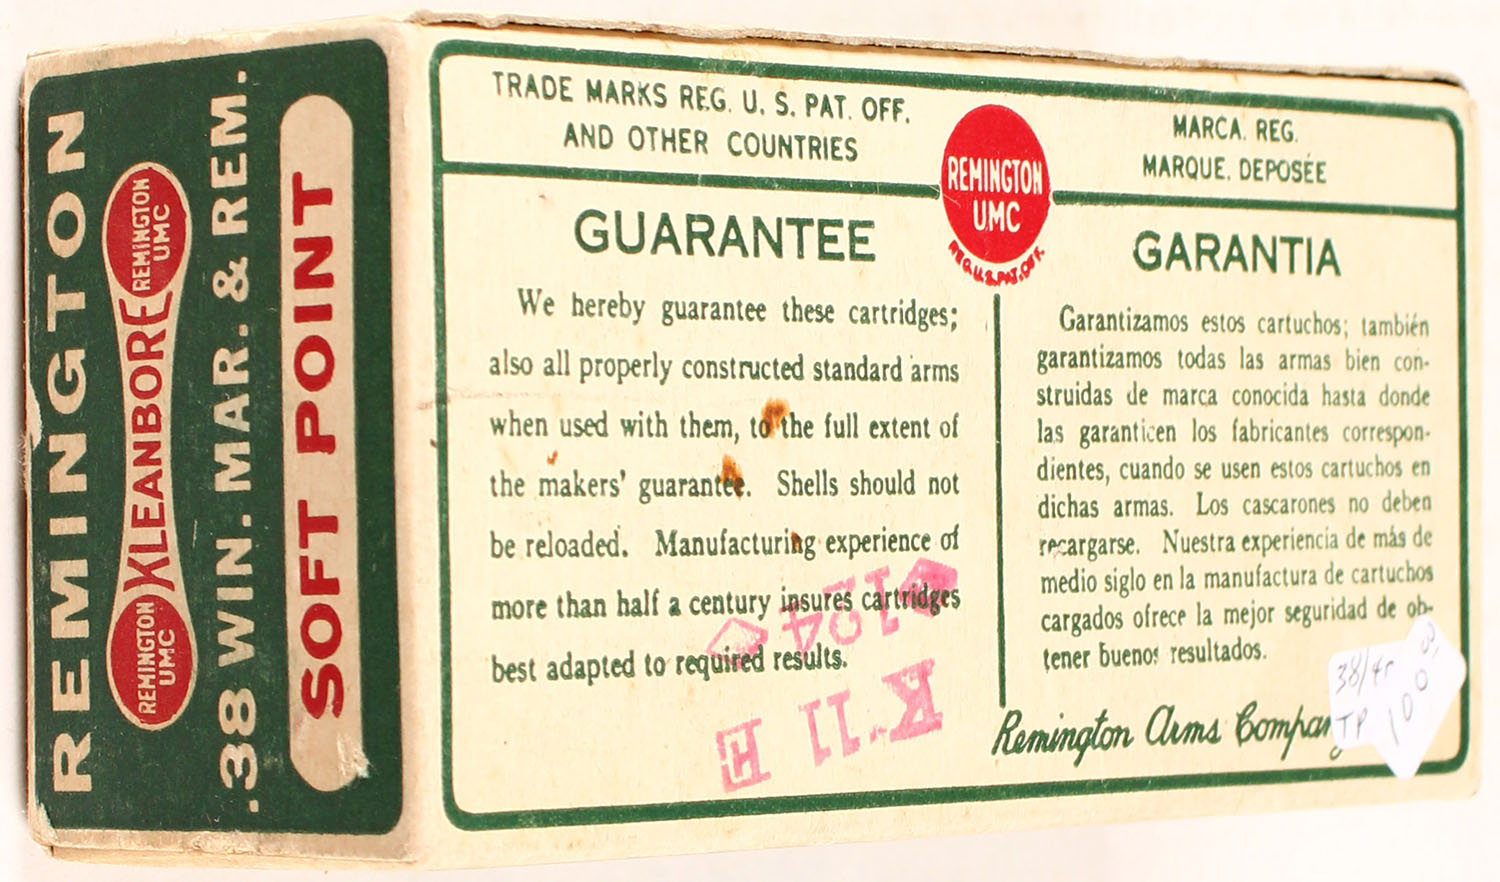 REMINGTON
REMINGTON
UMC
KLEANBORE
REMINGTON
UMC
.38 WIN. MAR. & REM.
SOFT POINT
TRADE MARKS REG. U. S. PAT. OFF.
AND OTHER COUNTRIES
REMINGTON
UMC
REG.U.S.PAT.OFF.
MARCA. REG.
MARQUE. DEPOSÉE
GUARANTEE
We hereby guarantee these cartridges;
also all properly constructed standard arms
when used with them, to the full extent of
the makers' guarantee. Shells should not
be reloaded. Manufacturing experience of
more than half a century insures cartridges
best adapted to required results.
K 11 H
GARANTIA
Garantizamos estos cartuchos; también
garantizamos todas las armas bien con-
struidas de marca conocida hasta donde
las garanticen los fabricantes correspon-
dientes, cuando se usen estos cartuchos en
dichas armas. Los cascarones no deben
recargarse. Nuestra experiencia de más de
medio siglo en la manufactura de cartuchos
cargados ofrece la mejor seguridad de ob-
tener buenos resultados.
Remington Arms Company
TP
100